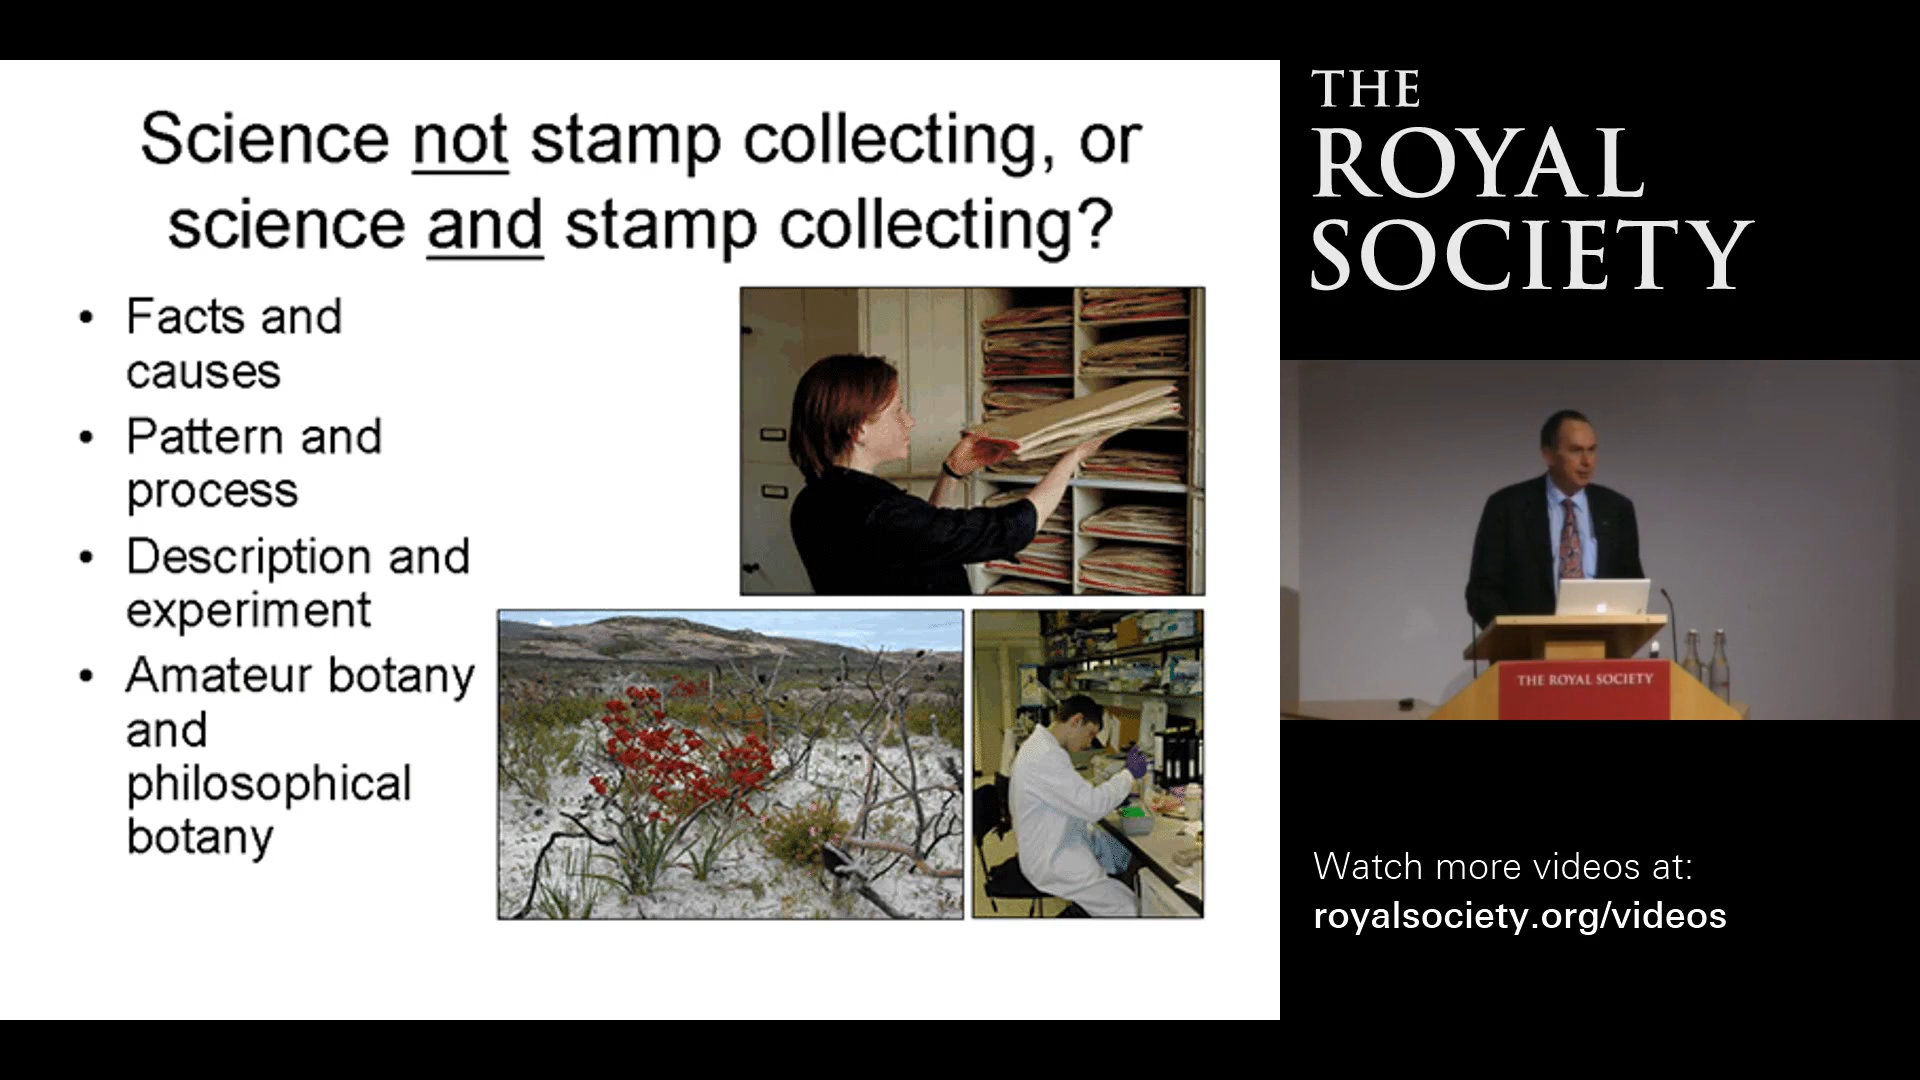 Science not stamp collecting, or
science and stamp collecting?
• Facts and
causes
• Pattern and
process
• Description and
experiment
• Amateur botany
and
philosophical
botany
THE
ROYAL
SOCIETY
THE ROYAL SOCIETY
Watch more videos at:
royalsociety.org/videos